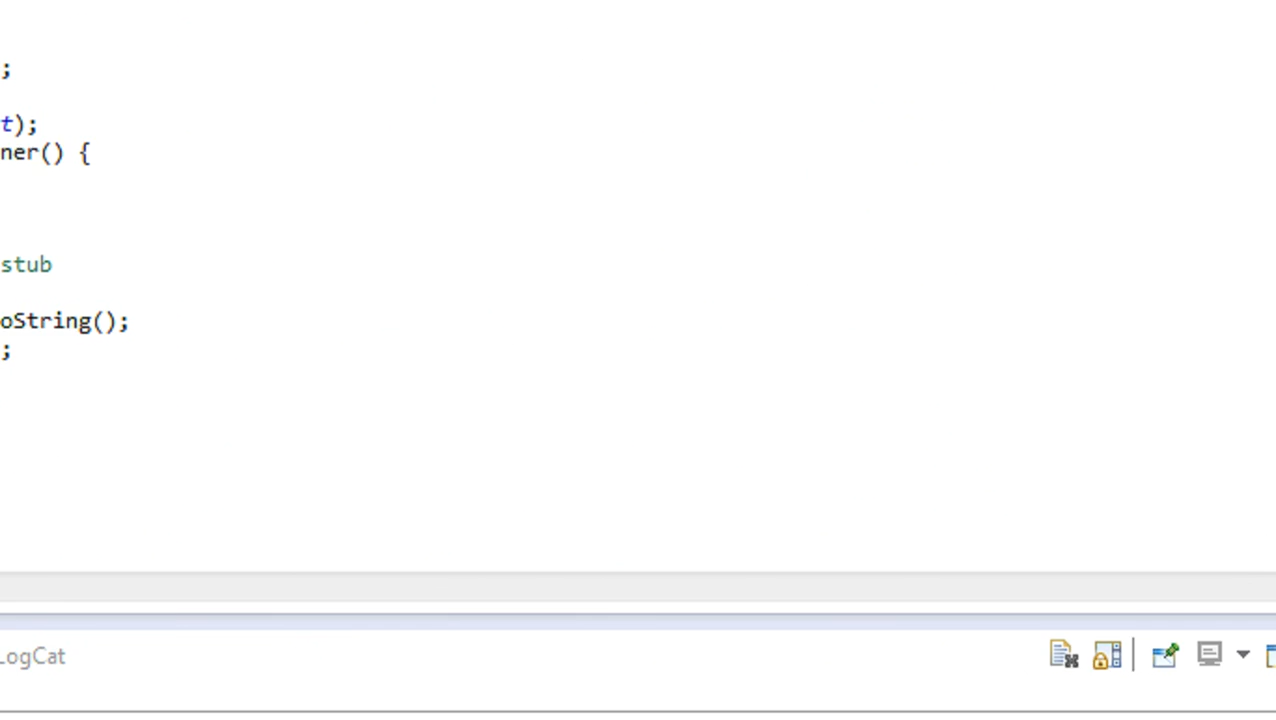 ;
t);
ner() {
stub
oString();
;
LogCat